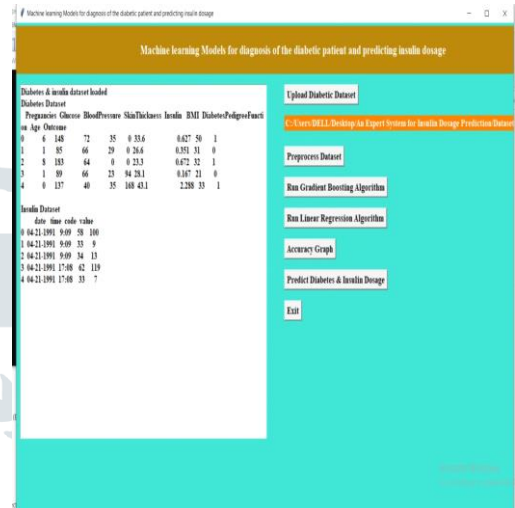 Machine learning Models for diagnosis of the diabetic patient and predicting insulin dosage
Machine learning Models for diagnosis of the diabetic patient and predicting insulin dosage
Diabetes & insulin dataset loaded
Diabetes Dataset
Pregnancies Glucose BloodPressure SkinThickness Insulin BMI DiabetesPedigreeFuncti
on Age Outcome
0 6 148 72 35 0 33.6 0.627 50 1
1 1 85 66 29 0 26.6 0.351 31 0
2 8 183 64 0 0 23.3 0.672 32 1
3 1 89 66 23 94 28.1 0.167 21 0
4 0 137 40 35 168 43.1 2.288 33 1
Insulin Dataset
date time code value
0 04-21-1991 9:09 58 100
1 04-21-1991 9:09 33 9
2 04-21-1991 9:09 34 13
3 04-21-1991 17:08 62 119
4 04-21-1991 17:08 33 7
Upload Diabetic Dataset
C:/Users/DELL/Desktop/An Expert System for Insulin Dosage Prediction/Dataset
Preprocess Dataset
Run Gradient Boosting Algorithm
Run Linear Regression Algorithm
Accuracy Graph
Predict Diabetes & Insulin Dosage
Exit